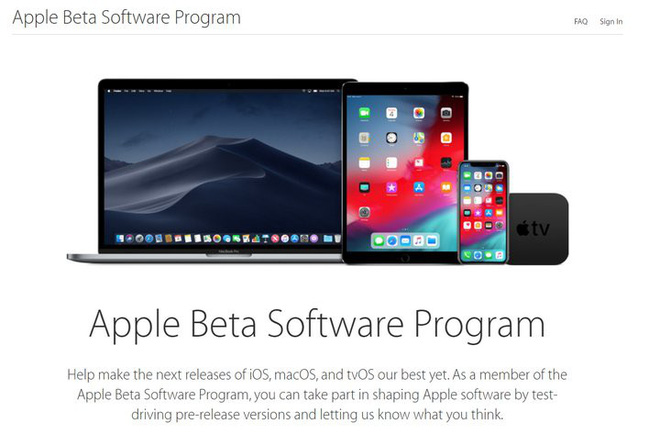 Apple Beta Software Program
FAQ Sign In
tv
Apple Beta Software Program
Help make the next releases of iOS, macOS, and tvOS our best yet. As a member of the
Apple Beta Software Program, you can take part in shaping Apple software by test-
driving pre-release versions and letting us know what you think.